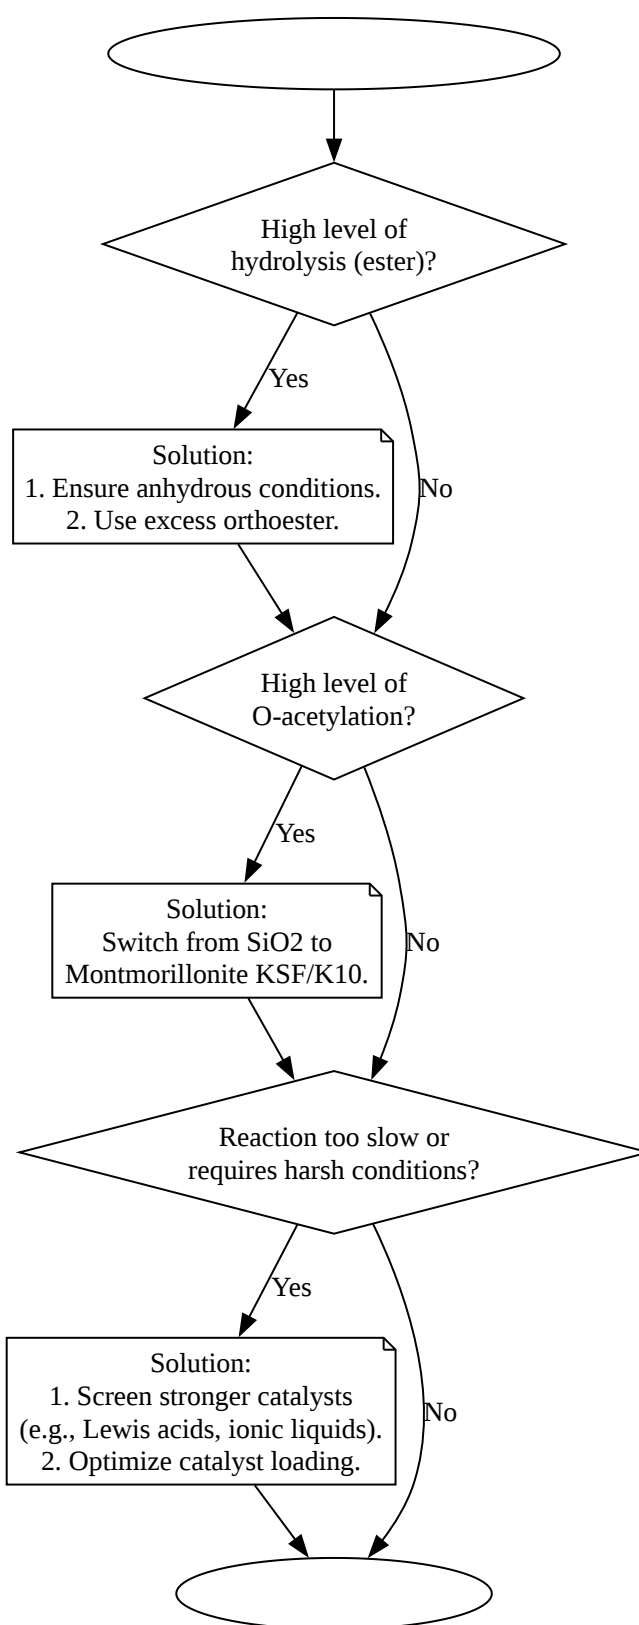 High level of
hydrolysis (ester)?
Yes
Solution:
1. Ensure anhydrous conditions.
2. Use excess orthoester.
No
High level of
O-acetylation?
Yes
Solution:
Switch from SiO2 to
Montmorillonite KSF/K10.
No
Reaction too slow or
requires harsh conditions?
Yes
Solution:
1. Screen stronger catalysts
(e.g., Lewis acids, ionic liquids).
2. Optimize catalyst loading.
No